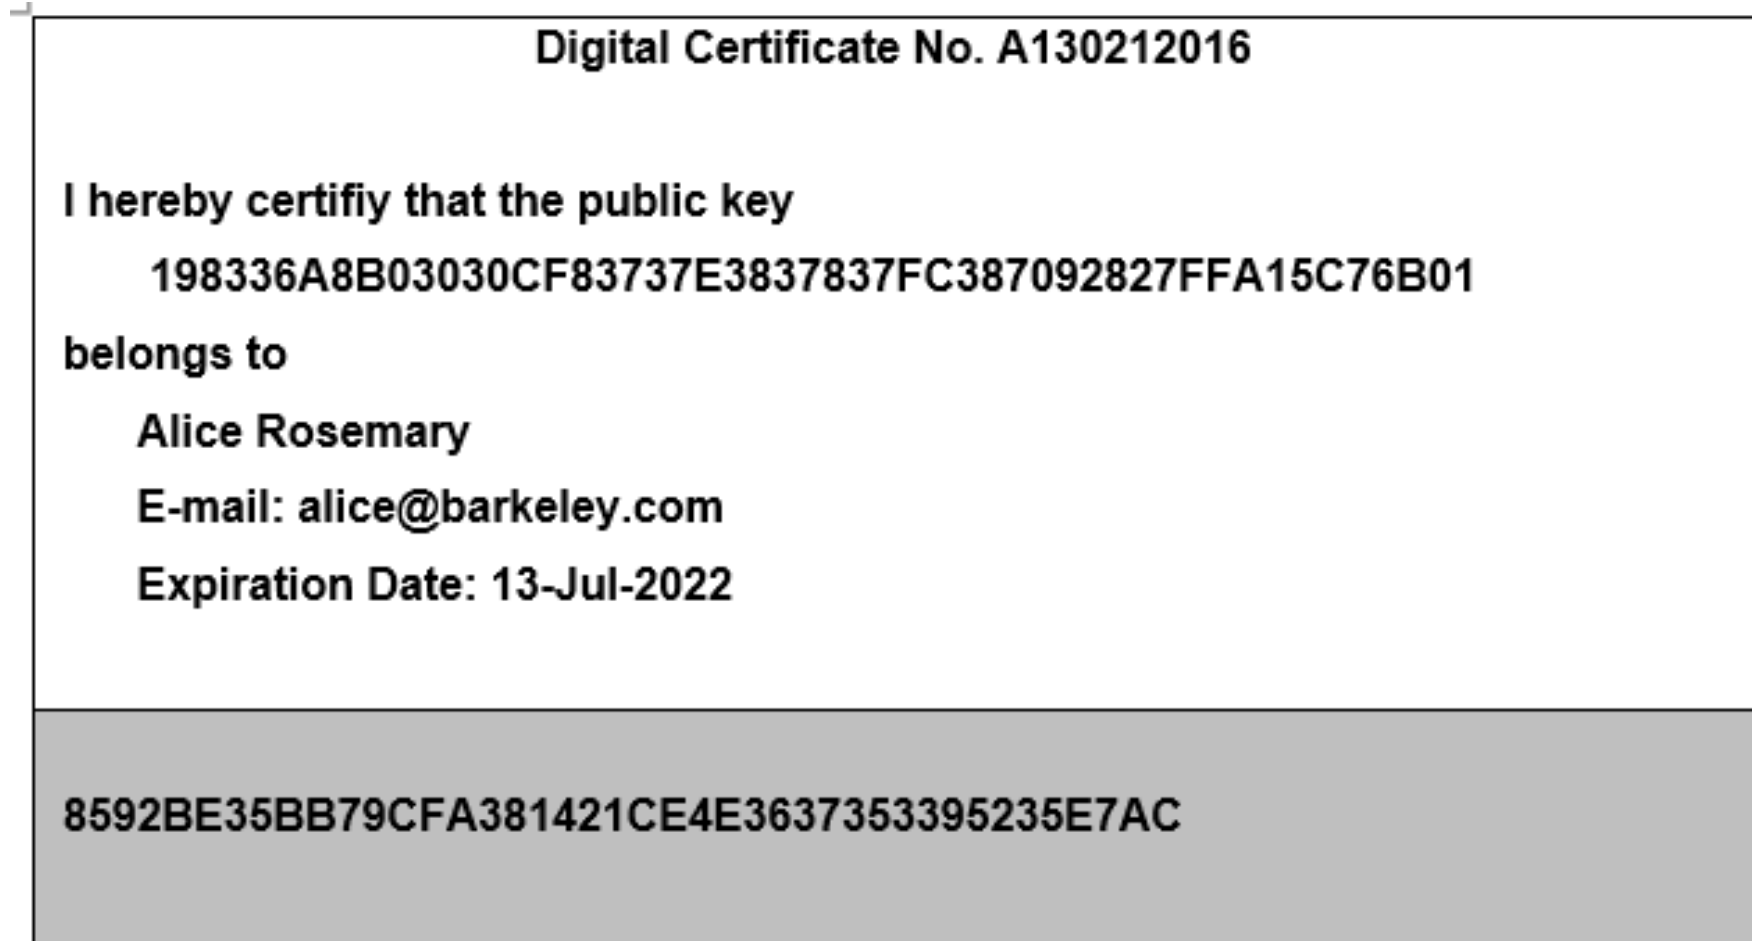 Digital Certificate No. A130212016
I hereby certifiy that the public key
198336A8B03030CF83737E3837837FC387092827FFA15C76B01
belongs to
Alice Rosemary
E-mail: alice@barkeley.com
Expiration Date: 13-Jul-2022
8592BE35BB79CFA381421CE4E3637353395235E7AC